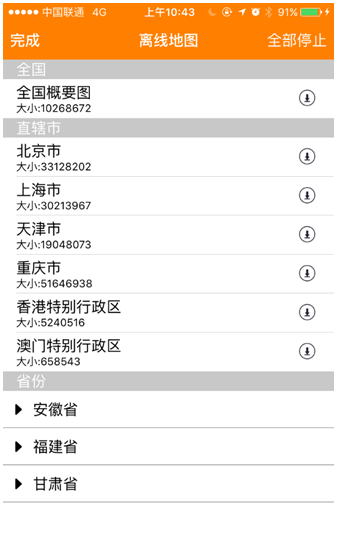 中国联通 4G 上午10:43 91%
完成 离线地图 全部停止
全国
全国概要图
大小:10268672
直辖市
北京市
大小:33128202
上海市
大小:30213967
天津市
大小:19048073
重庆市
大小:51646938
香港特别行政区
大小:5240516
澳门特别行政区
大小:658543
省份
安徽省
福建省
甘肃省